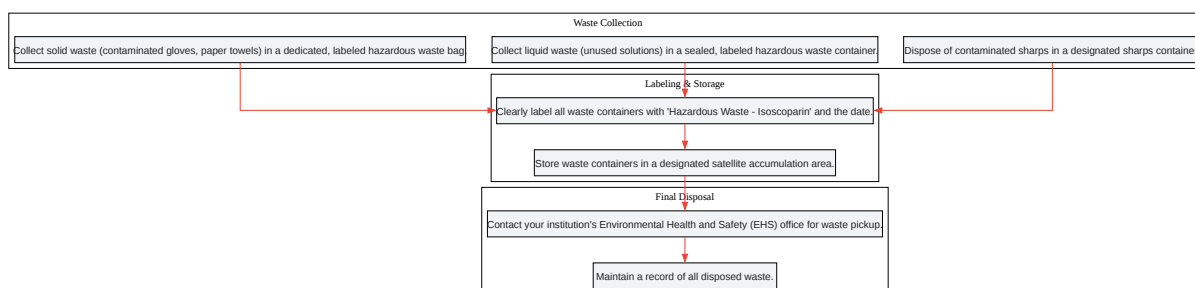 Waste Collection
Collect solid waste (contaminated gloves, paper towels) in a dedicated, labeled hazardous waste bag.
Collect liquid waste (unused solutions) in a sealed, labeled hazardous waste container.
Dispose of contaminated sharps in a designated sharps container
Labeling & Storage
Clearly label all waste containers with 'Hazardous Waste - Isoscoparin' and the date.
Store waste containers in a designated satellite accumulation area.
Final Disposal
Contact your institution's Environmental Health and Safety (EHS) office for waste pickup.
Maintain a record of all disposed waste.